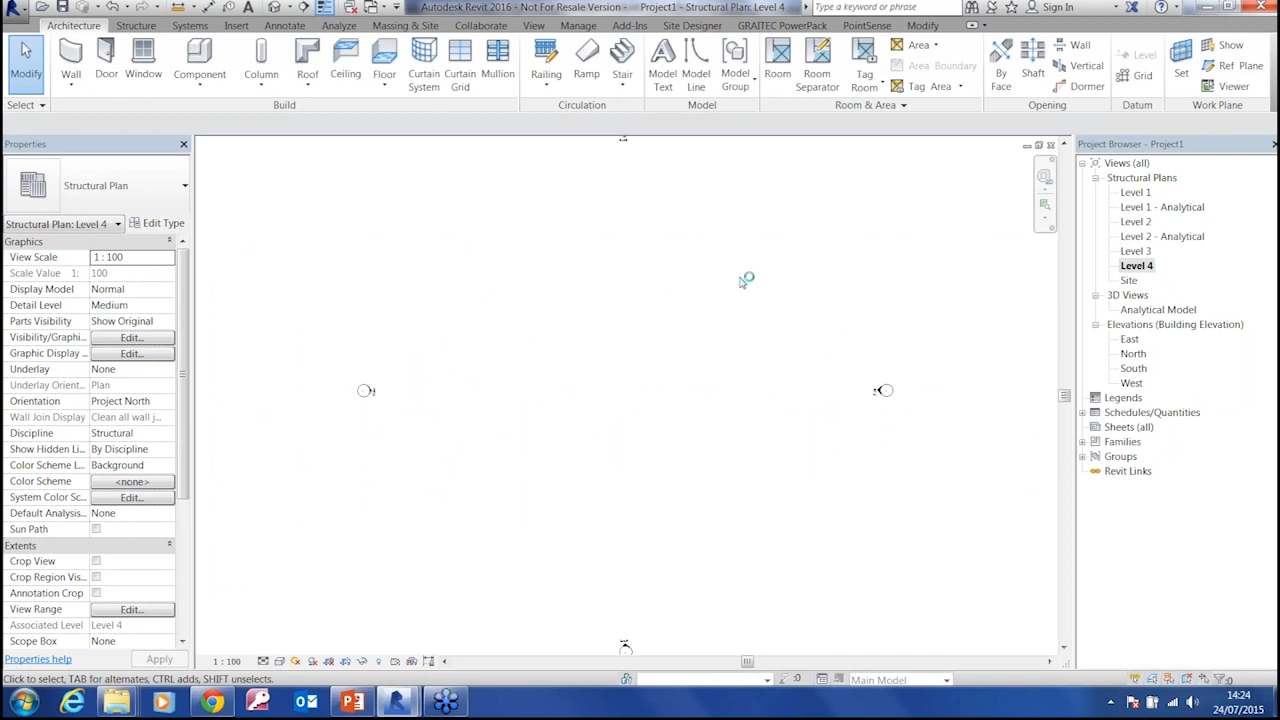 Autodesk Revit 2016 - Not For Resale Version - Project1 - Structural Plan: Level 4
Type a keyword or phrase
Sign In
Architecture Structure Systems Insert Annotate Analyze Massing & Site Collaborate View Manage Add-Ins Site Designer GRAITEC PowerPack PointSense Modify
Modify
Wall
Door
Window
Component
Column
Roof
Ceiling
Floor
Curtain System
Curtain Grid
Mullion
Railing
Ramp
Stair
Model Text
Model Line
Model Group
Room
Room Separator
Tag Room
Area
Area Boundary
Tag Area
By Face
Shaft
Wall
Vertical
Dormer
Level
Grid
Set
Show
Ref Plane
Viewer
Select
Build
Circulation
Model
Room & Area
Opening
Datum
Work Plane
Properties
Structural Plan
Structural Plan: Level 4
Edit Type
Graphics
View Scale 1 : 100
Scale Value 1: 100
Display Model Normal
Detail Level Medium
Parts Visibility Show Original
Visibility/Graphi... Edit...
Graphic Display ... Edit...
Underlay None
Underlay Orient... Plan
Orientation Project North
Wall Join Display Clean all wall j...
Discipline Structural
Show Hidden Li... By Discipline
Color Scheme L... Background
Color Scheme <none>
System Color Sc... Edit...
Default Analysis... None
Sun Path
Extents
Crop View
Crop Region Vis...
Annotation Crop
View Range Edit...
Associated Level Level 4
Scope Box None
Properties help
Apply
Project Browser - Project1
Views (all)
Structural Plans
Level 1
Level 1 - Analytical
Level 2
Level 2 - Analytical
Level 3
Level 4
Site
3D Views
Analytical Model
Elevations (Building Elevation)
East
North
South
West
Legends
Schedules/Quantities
Sheets (all)
Families
Groups
Revit Links
1 : 100
Click to select, TAB for alternates, CTRL adds, SHIFT unselects.
:0
Main Model
:0
14:24
24/07/2015